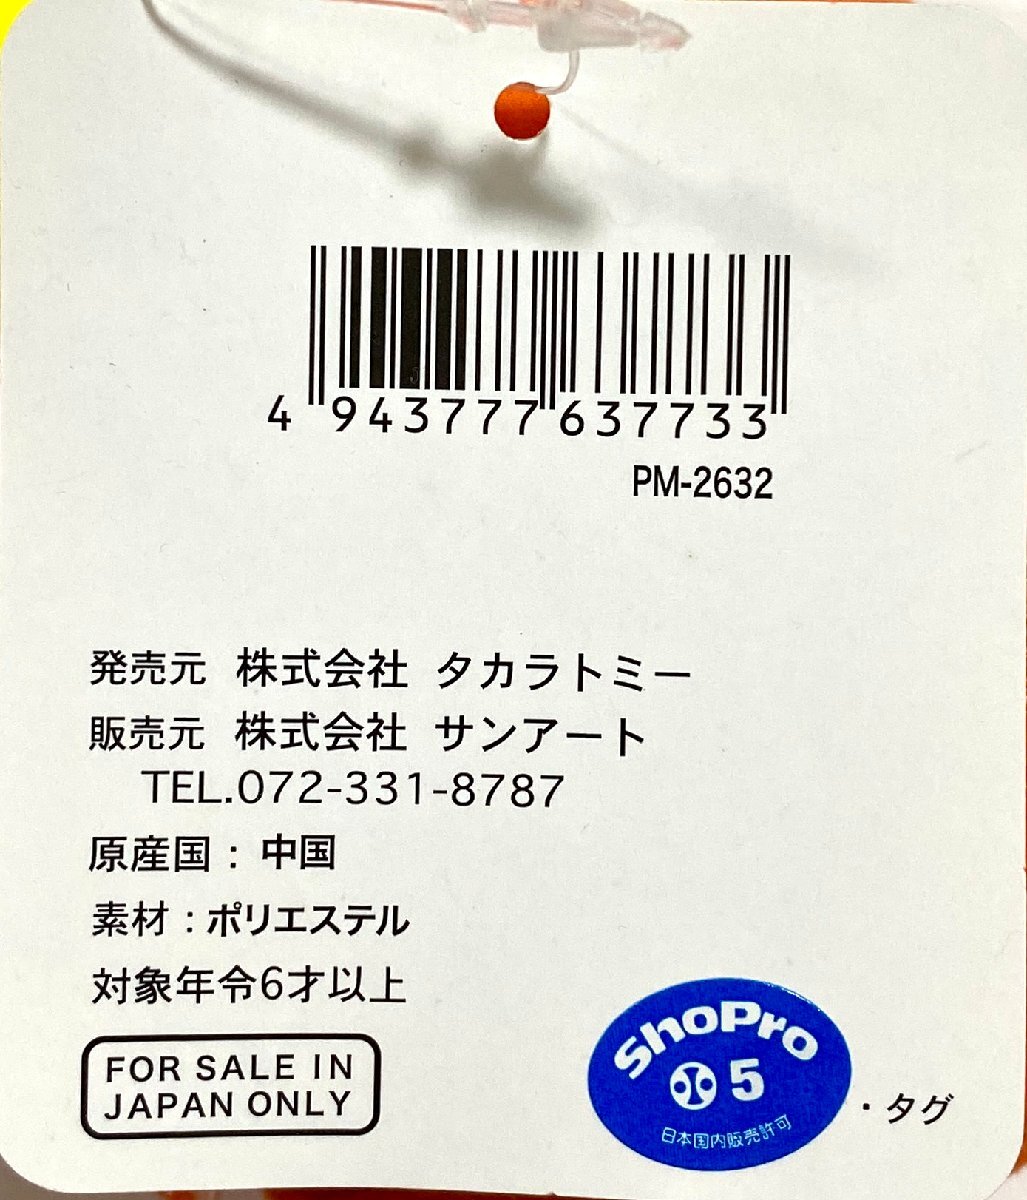 4 943777 637733
PM-2632
発売元 株式会社 タカラトミー
販売元 株式会社 サンアート
TEL.072-331-8787
原産国：中国
素材：ポリエステル
対象年令6才以上
FOR SALE IN
JAPAN ONLY
ShoPro
5
日本国内販売許可
・タグ